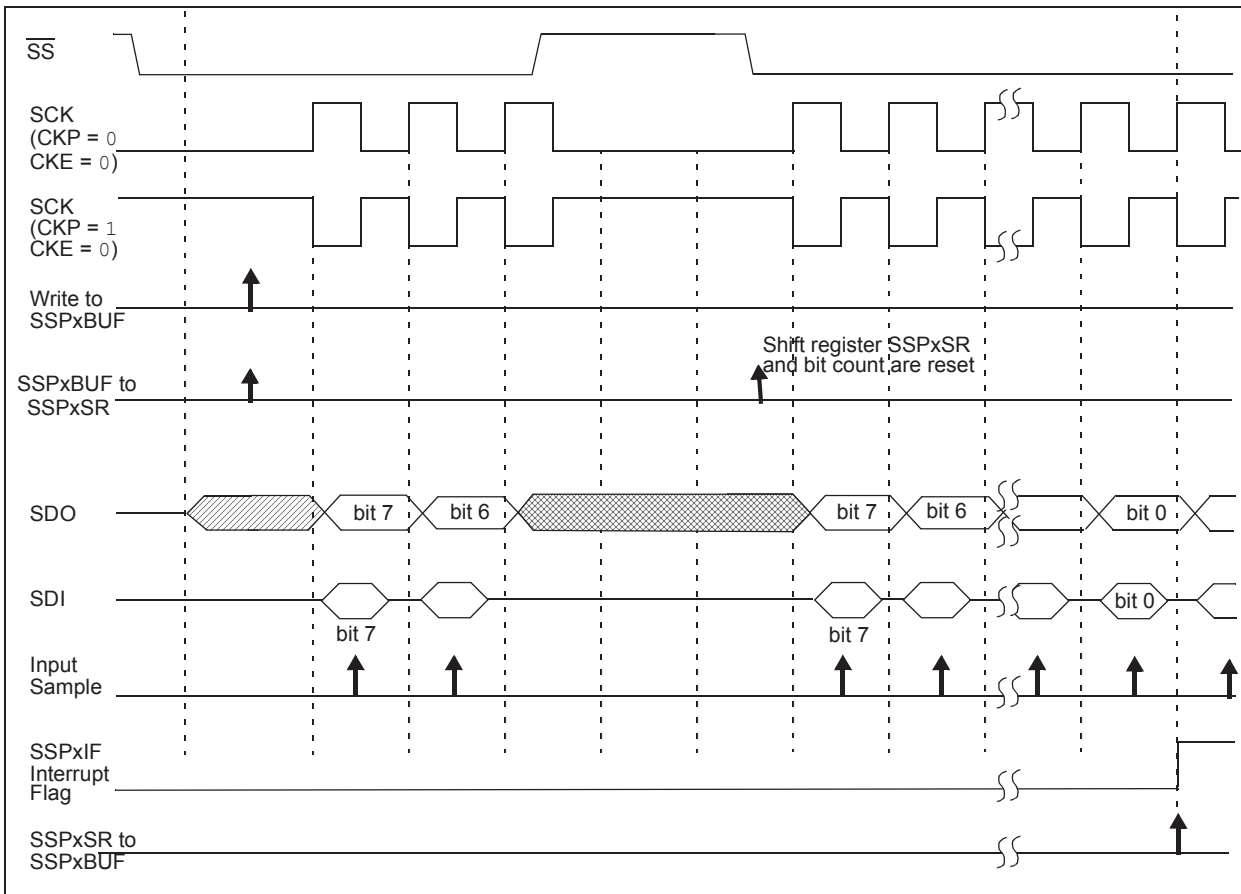 SS
SCK
(CKP = 0
CKE = 0)
SCK
(CKP = 1
CKE = 0)
Write to
SSPxBUF
Shift register SSPxSR
and bit count are reset
SSPxBUF to
SSPxSR
SDO
bit 7
bit 6
bit 7
bit 6
bit 0
SDI
bit 0
bit 7
bit 7
Input
Sample
SSPxIF
Interrupt
Flag
SSPxSR to
SSPxBUF